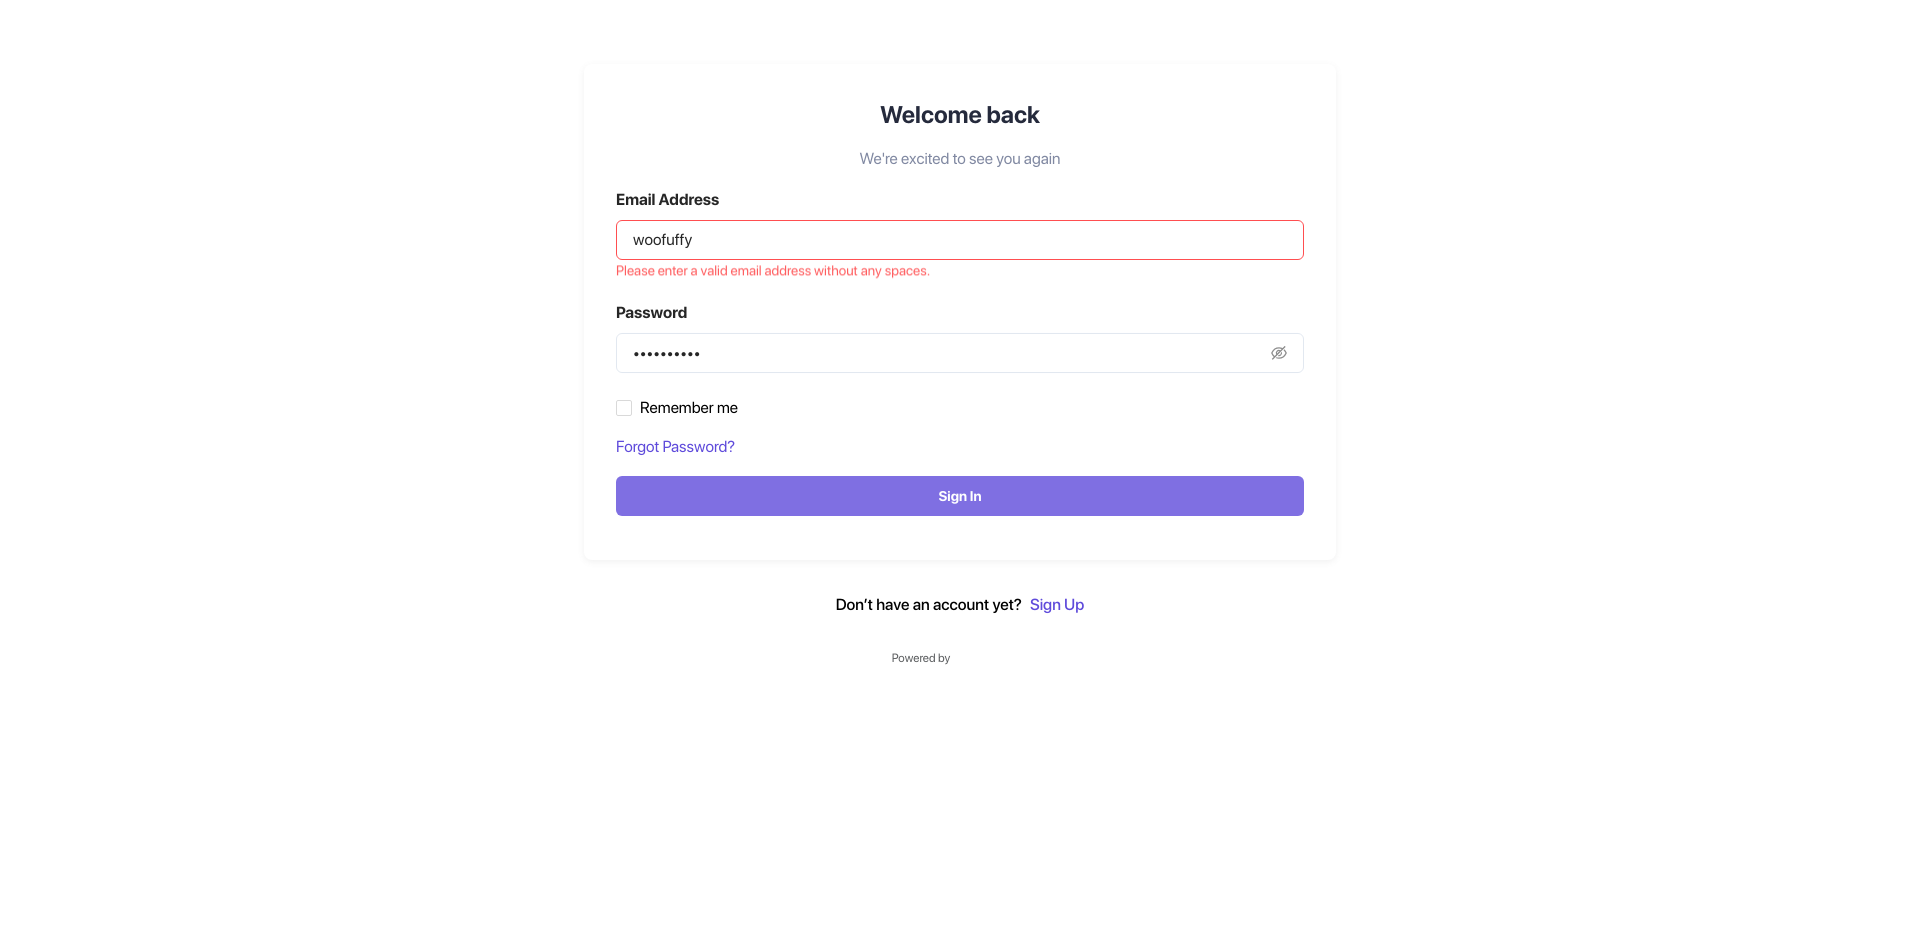 Welcome back
We're excited to see you again
Email Address
woofuffy
Please enter a valid email address without any spaces.
Password
••••••••••
Remember me
Forgot Password?
Sign In
Don’t have an account yet? Sign Up
Powered by